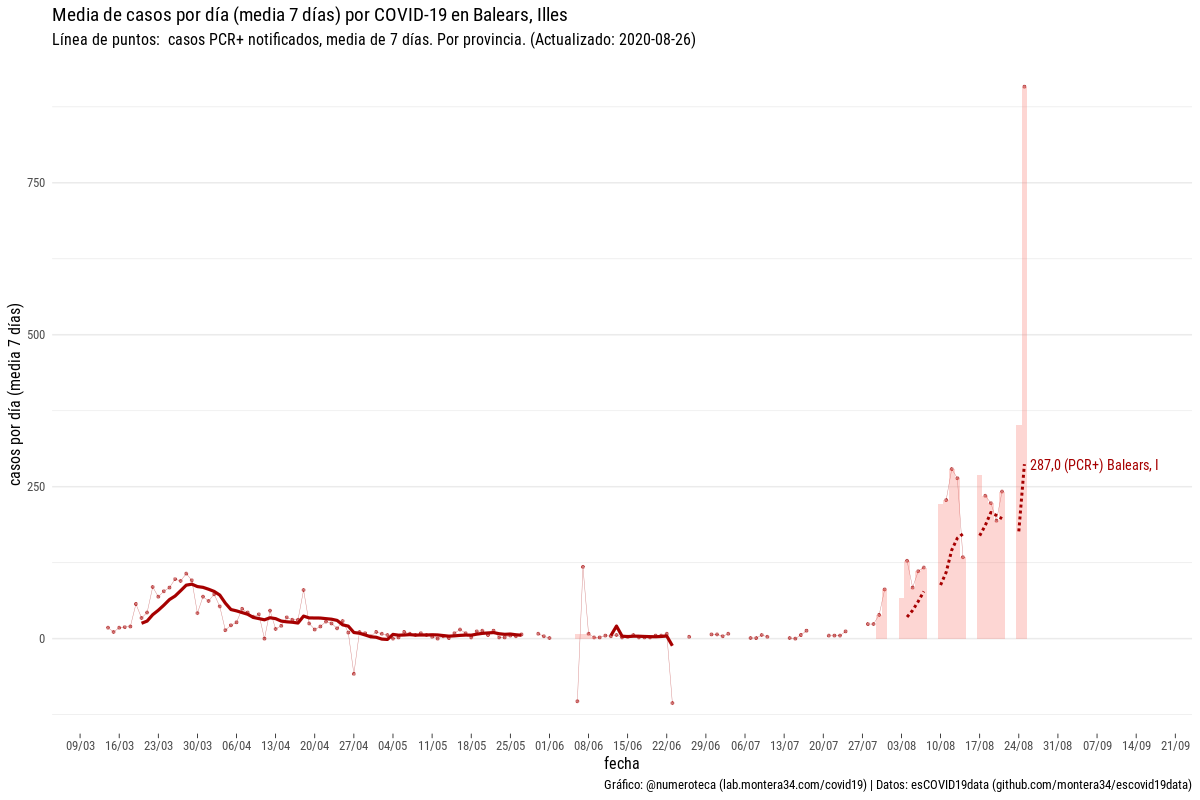 Media de casos por día (media 7 días) por COVID-19 en Balears, Illes
Línea de puntos:  casos PCR+ notificados, media de 7 días. Por provincia. (Actualizado: 2020-08-26)
casos por día (media 7 días)
750
500
250
0
287,0 (PCR+) Balears, I
09/03 16/03 23/03 30/03 06/04 13/04 20/04 27/04 04/05 11/05 18/05 25/05 01/06 08/06 15/06 22/06 29/06 06/07 13/07 20/07 27/07 03/08 10/08 17/08 24/08 31/08 07/09 14/09 21/09
fecha
Gráfico: @numeroteca (lab.montera34.com/covid19) | Datos: esCOVID19data (github.com/montera34/escovid19data)